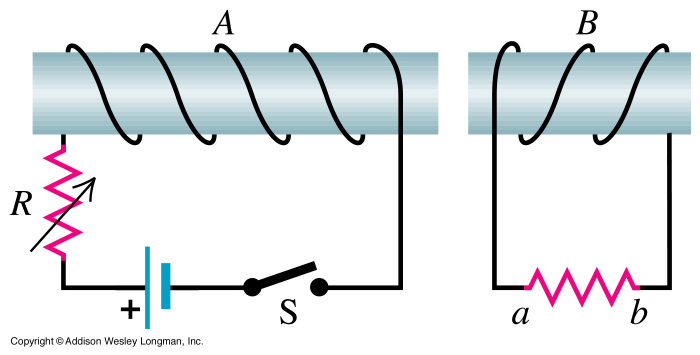 A B
R
+ S a b
Copyright © Addison Wesley Longman, Inc.